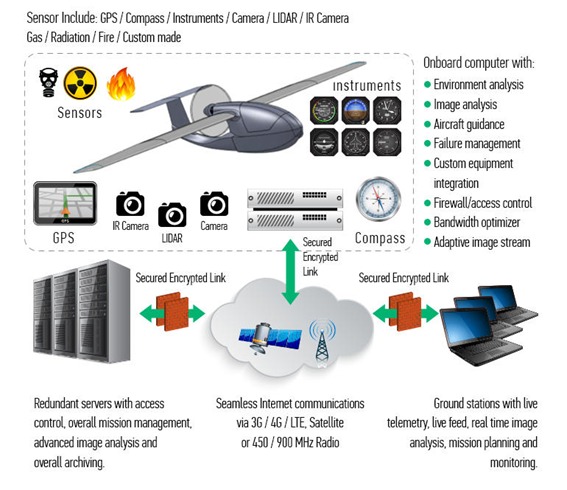 Sensor Include: GPS / Compass / Instruments / Camera / LIDAR / IR Camera
Gas / Radiation / Fire / Custom made
Sensors
Instruments
GPS
IR Camera
LIDAR
Camera
Compass
Onboard computer with:
Environment analysis
Image analysis
Aircraft guidance
Failure management
Custom equipment
integration
Firewall/access control
Bandwidth optimizer
Adaptive image stream
Secured
Encrypted
Link
Secured Encrypted Link
Secured Encrypted Link
Redundant servers with access
control, overall mission management,
advanced image analysis and
overall archiving.
Seamless Internet communications
via 3G / 4G / LTE, Satellite
or 450 / 900 MHz Radio
Ground stations with live
telemetry, live feed, real time image
analysis, mission planning and
monitoring.